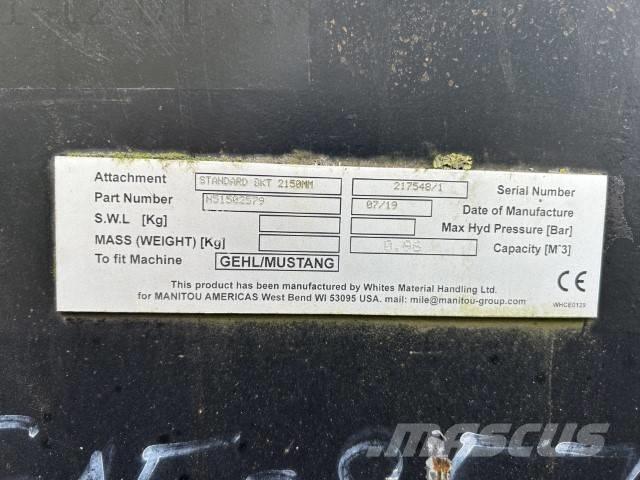 Attachment STANDARD BKT 2150MM 217548/1 Serial Number
Part Number N51502579 07/19 Date of Manufacture
S.W.L [Kg] Max Hyd Pressure [Bar]
MASS (WEIGHT) [Kg] Capacity [M^3]
To fit Machine GEHL/MUSTANG
This product has been manufactured by Whites Material Handling Ltd.
for MANITOU AMERICAS West Bend WI 53095 USA. mail: mile@manitou-group.com
CE
WHCE0129
MASCUS